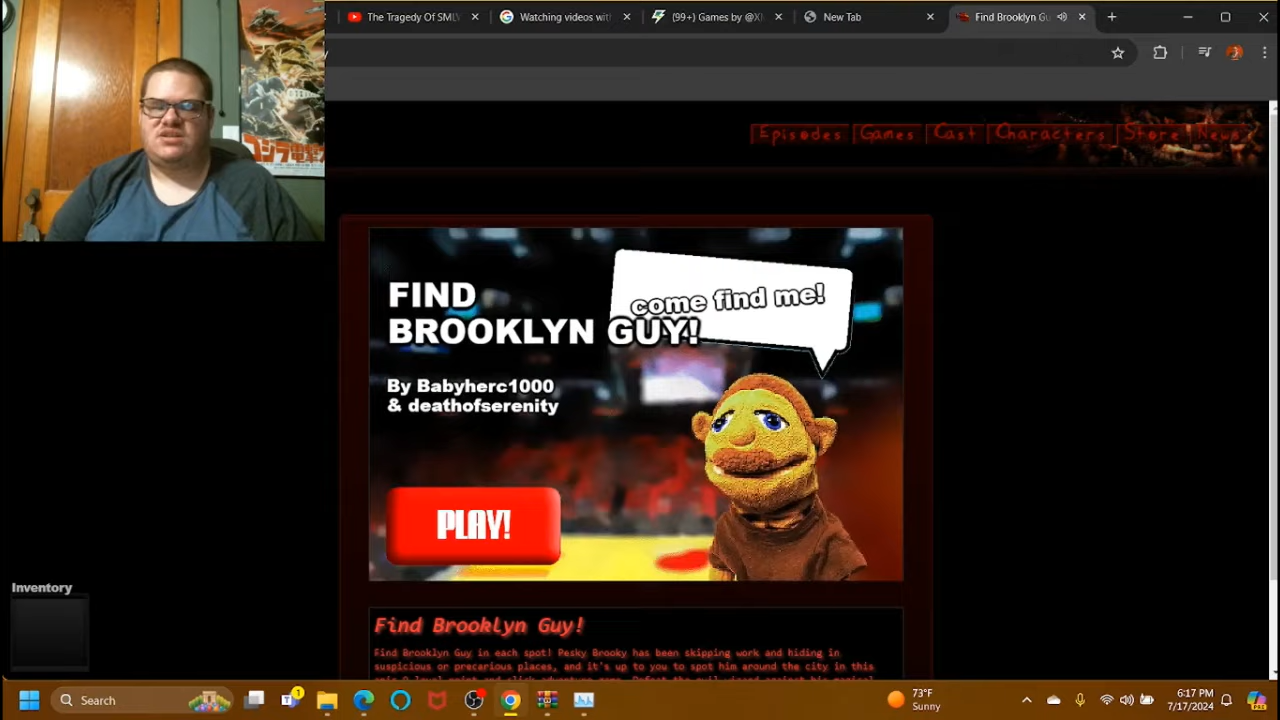 The Tragedy Of SML
Watching videos wit
(99+) Games by @X
New Tab
Find Brooklyn Gu
Episodes Games Cast Characters Store News
come find me!
FIND
BROOKLYN GUY!
By Babyherc1000
& deathofserenity
PLAY!
Inventory
Find Brooklyn Guy!
Find Brooklyn Guy in each spot! Pesky Brooky has been skipping work and hiding in
suspicious or precarious places, and it's up to you to spot him around the city in this
Search
1
73°F
Sunny
6:17 PM
7/17/2024